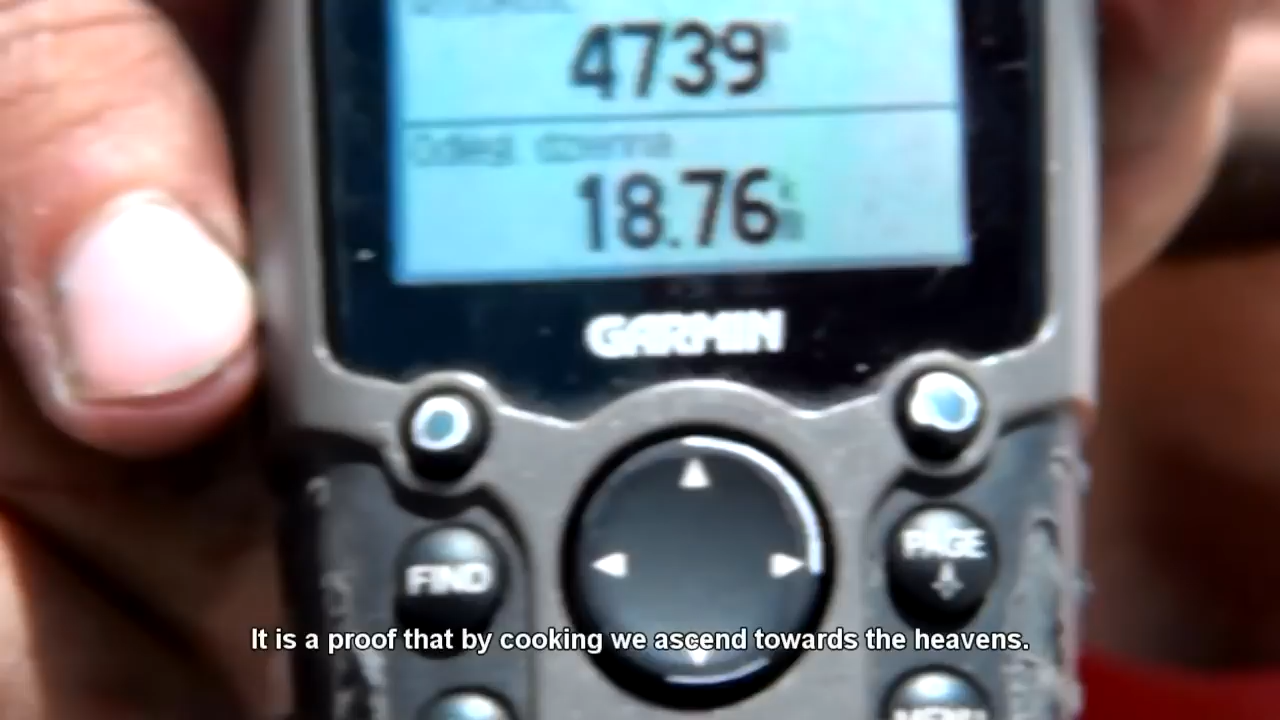 4739
18.76
GARMIN
FIND
PAGE
It is a proof that by cooking we ascend towards the heavens.